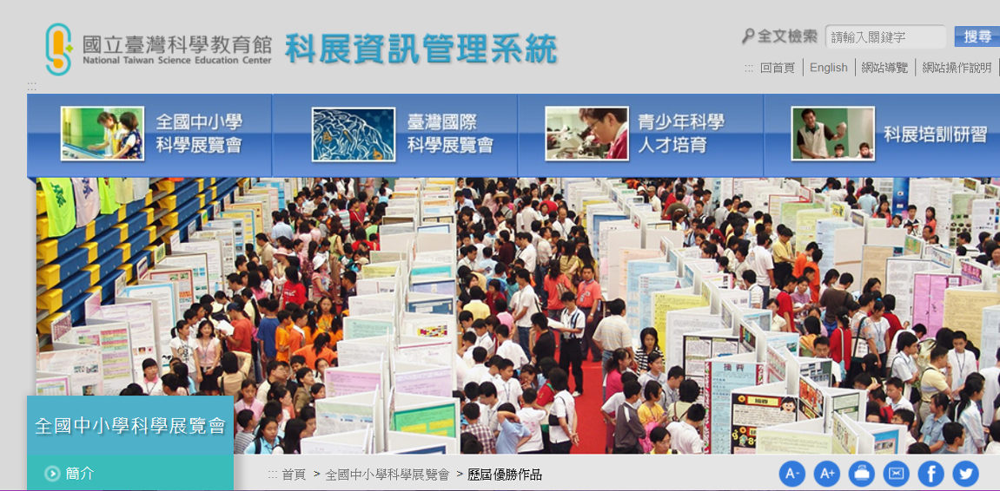 國立臺灣科學教育館
National Taiwan Science Education Center
科展資訊管理系統
全文檢索
請輸入關鍵字
搜尋
:::
回首頁
English
網站導覽
網站操作說明
:::
全國中小學
科學展覽會
臺灣國際
科學展覽會
青少年科學
人才培育
科展培訓研習
摘要
全國中小學科學展覽會
簡介
::: 首頁 > 全國中小學科學展覽會 > 歷屆優勝作品
A-
A+